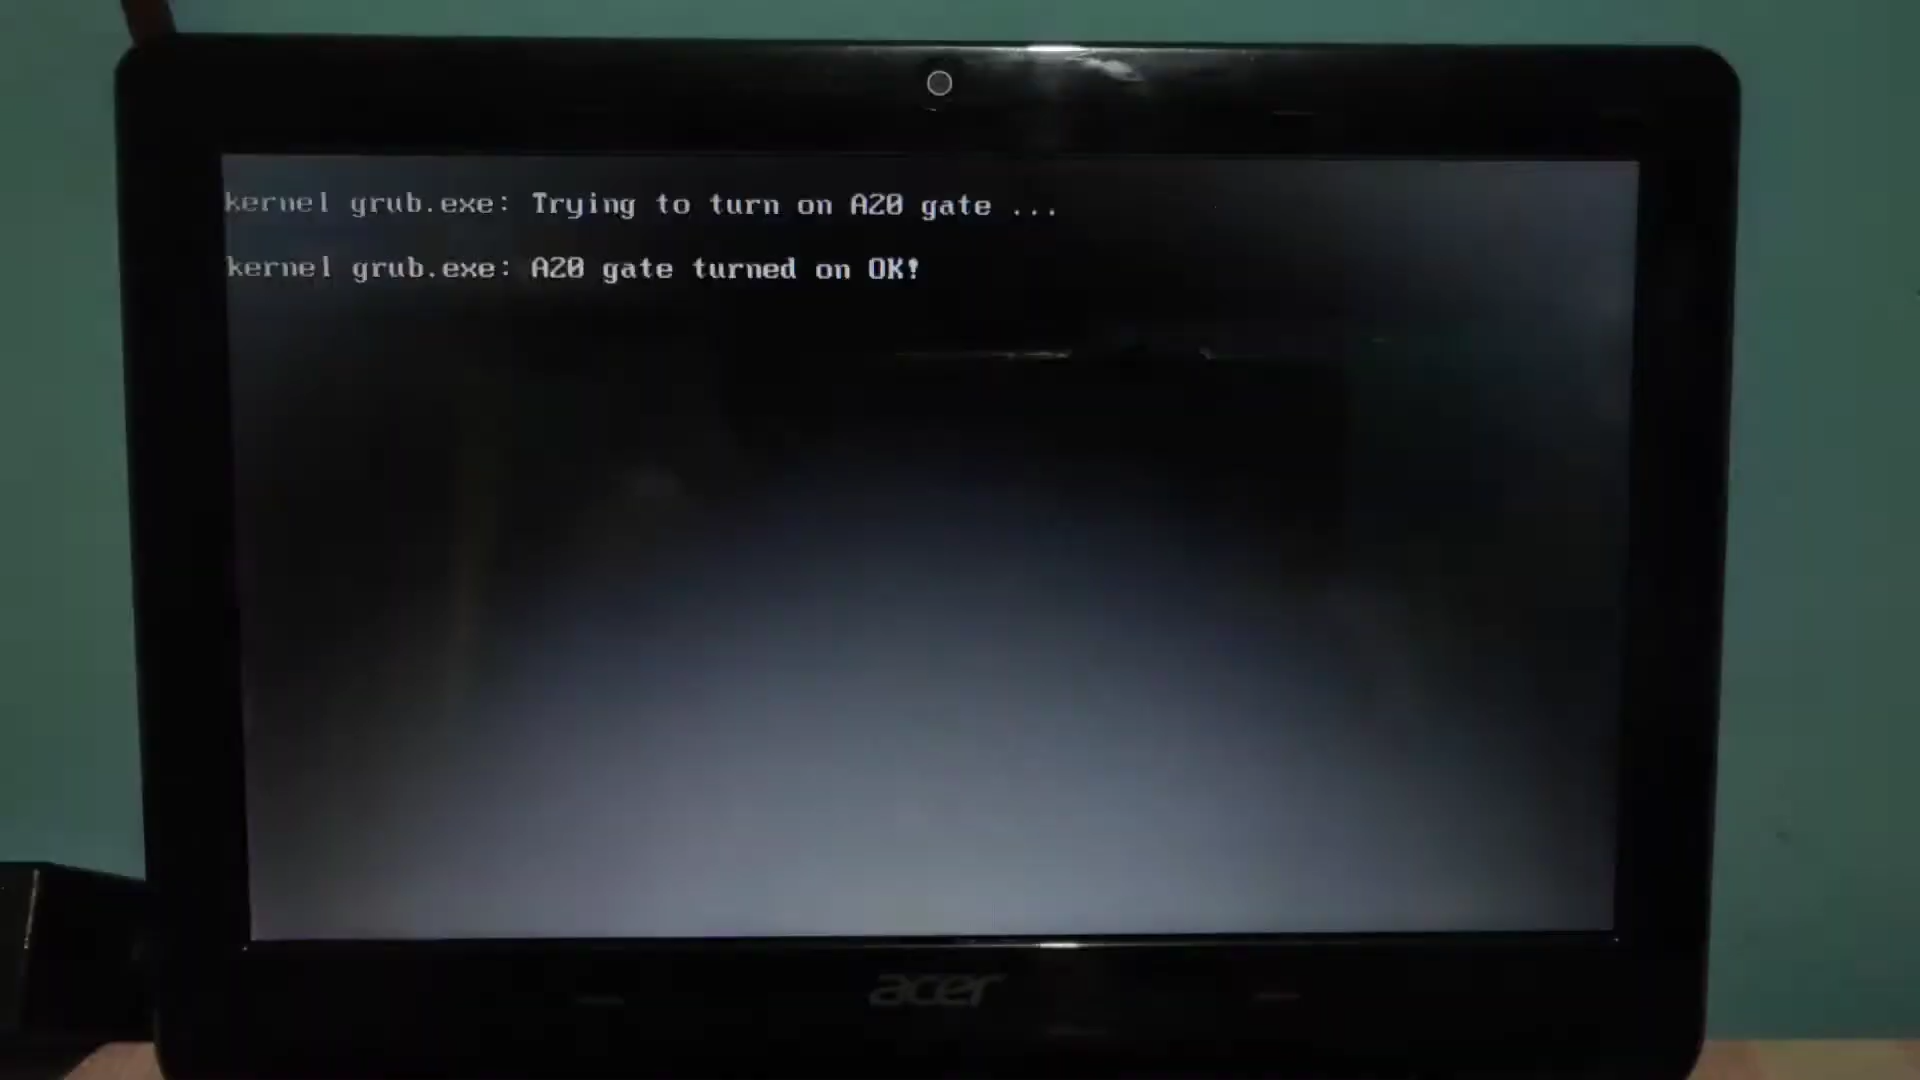 kernel grub.exe: Trying to turn on A20 gate ...
kernel grub.exe: A20 gate turned on OK!
acer